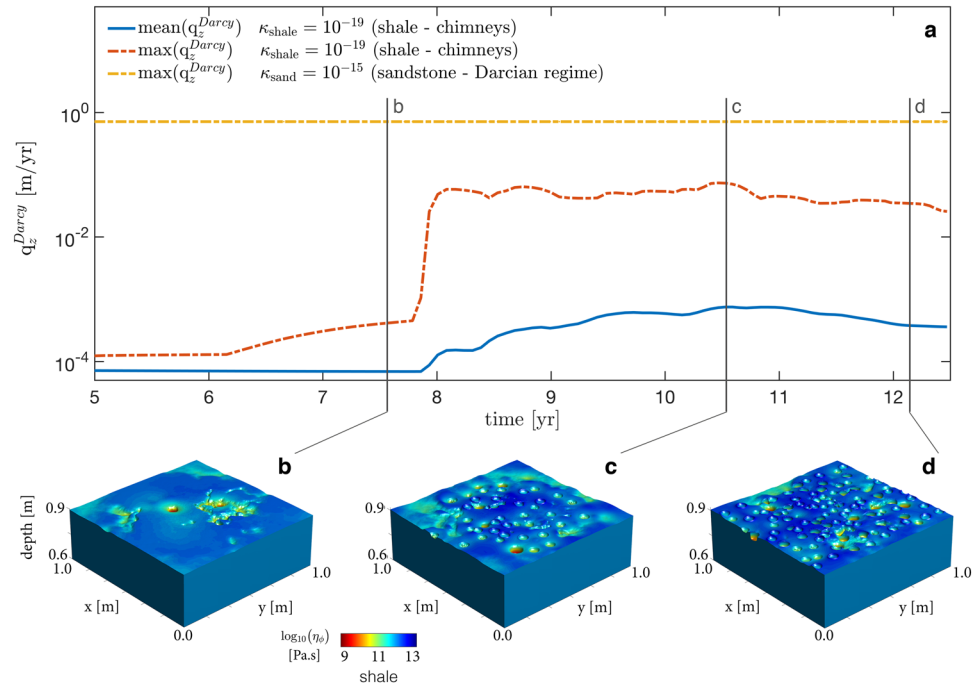 a
mean(q_z^{Darcy}) κ_shale = 10^{-19} (shale - chimneys)
max(q_z^{Darcy}) κ_shale = 10^{-19} (shale - chimneys)
max(q_z^{Darcy}) κ_sand = 10^{-15} (sandstone - Darcian regime)
b c d
10^0
10^{-2}
10^{-4}
q_z^{Darcy} [m/yr]
5 6 7 8 9 10 11 12
time [yr]
b c d
depth [m]
0.9 0.9 0.9
0.6 0.6 0.6
1.0 1.0 1.0 1.0 1.0 1.0
x [m] y [m] x [m] y [m] x [m] y [m]
0.0 0.0 0.0
log_{10}(η_ϕ)
[Pa.s] 9 11 13
shale